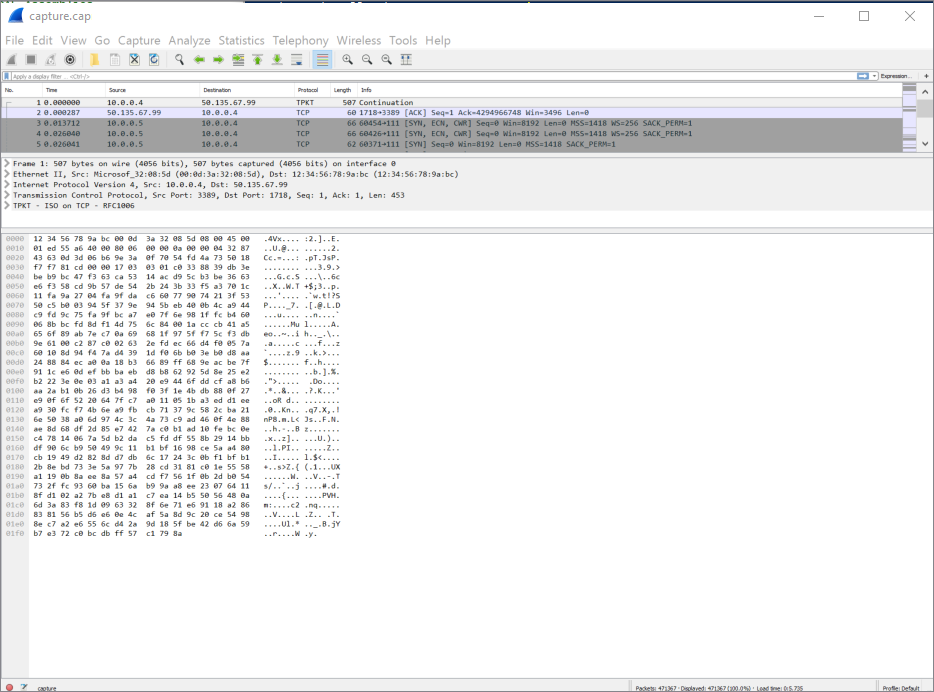 capture.cap
File Edit View Go Capture Analyze Statistics Telephony Wireless Tools Help
Apply a display filter ... <Ctrl-/>
Expression...
+
No. Time Source Destination Protocol Length Info
1 0.000000 10.0.0.4 50.135.67.99 TPKT 507 Continuation
2 0.000287 50.135.67.99 10.0.0.4 TCP 60 1718→3389 [ACK] Seq=1 Ack=4294966748 Win=3496 Len=0
3 0.013712 10.0.0.5 10.0.0.4 TCP 66 60454→111 [SYN, ECN, CWR] Seq=0 Win=8192 Len=0 MSS=1418 WS=256 SACK_PERM=1
4 0.026040 10.0.0.5 10.0.0.4 TCP 66 60426→111 [SYN, ECN, CWR] Seq=0 Win=8192 Len=0 MSS=1418 WS=256 SACK_PERM=1
5 0.026041 10.0.0.5 10.0.0.4 TCP 62 60371→111 [SYN] Seq=0 Win=8192 Len=0 MSS=1418 SACK_PERM=1
Frame 1: 507 bytes on wire (4056 bits), 507 bytes captured (4056 bits) on interface 0
Ethernet II, Src: Microsof_32:08:5d (00:0d:3a:32:08:5d), Dst: 12:34:56:78:9a:bc (12:34:56:78:9a:bc)
Internet Protocol Version 4, Src: 10.0.0.4, Dst: 50.135.67.99
Transmission Control Protocol, Src Port: 3389, Dst Port: 1718, Seq: 1, Ack: 1, Len: 453
TPKT - ISO on TCP - RFC1006
0000 12 34 56 78 9a bc 00 0d 3a 32 08 5d 08 00 45 00 .4Vx.... :2.]..E.
0010 01 ed 55 a6 40 00 80 06 00 00 0a 00 00 04 32 87 ..U.@... ......2.
0020 43 63 0d 3d 06 b6 9e 3a 0f 70 54 fd 4a 73 50 18 Cc.=...: .pT.JsP.
0030 f7 f7 81 cd 00 00 17 03 03 01 c0 33 88 39 db 3e ........ ...3.9.>
0040 be b9 bc 47 f3 63 ca 53 14 ac d9 5c b3 be 36 63 ...G.c.S ...\..6c
0050 e6 f3 58 cd 9b 57 de 54 2b 24 3b 33 f5 a3 70 1c ..X..W.T +$;3..p.
0060 11 fa 9a 27 04 fa 9f da c6 60 77 90 74 21 3f 53 ...'.... .`w.t!?S
0070 50 c5 b0 03 94 5f 37 9e 94 5b eb 40 0b 4c a9 44 P...._7. .[.@.L.D
0080 c9 fd 9c 75 fa 9f bc a7 e0 7f 6e 98 1f fc b4 60 ...u.... ..n....`
0090 06 8b bc fd 8d f1 4d 75 6c 84 00 1a cc cb 41 a5 ......Mu l.....A.
00a0 65 6f 89 ab 7e c7 0a 69 68 1f 97 5f f7 5c f3 db eo..~..i h.._.\..
00b0 9e 61 00 c2 87 c0 02 63 2e fd ec 66 d4 f0 05 7a .a.....c ...f...z
00c0 60 10 8d 94 f4 7a d4 39 1d f0 6b b0 3e b0 d8 aa `....z.9 ..k.>...
00d0 24 88 84 ec a0 0a 18 b3 66 89 ff 68 9e ac be 7f $....... f..h....
00e0 91 1c e6 0d ef bb ba eb d8 b8 62 92 5d 8e 25 e2 ........ ..b.].%.
00f0 b2 22 3e 0e 03 a1 a3 a4 20 e9 44 6f dd cf a8 b6 .">..... .Do....
0100 aa 2a b1 0b 26 d3 b4 98 f0 3f 1e 4b db 88 0f 27 .*..&... .?.K...'
0110 e9 0f 6f 52 20 64 7f c7 a0 11 05 1b a3 ed d1 ee ..oR d.. ........
0120 a9 30 fc f7 4b 6e a9 fb cb 71 37 9c 58 2c ba 21 .0..Kn.. .q7.X,.!
0130 6e 50 38 a0 6d 97 4c 3c 4a 73 c9 ad 46 0f 4e 88 nP8.m.L< Js..F.N.
0140 ae 8d 68 df 2d 85 e7 42 7a c0 b1 ad 10 fe bc 0e ..h.-..B z.......
0150 c4 78 14 06 7a 5d b2 da c5 fd df 55 8b 29 14 bb .x..z].. ...U.)..
0160 df 90 6c b9 50 49 9c 11 b1 bf 16 98 ce 5a a4 80 ..l.PI.. .....Z..
0170 cb 19 49 d2 82 8d d7 db 6c 17 24 3c 0b f1 bf b1 ..I..... l.$<....
0180 2b 8e bd 73 3e 5a 97 7b 28 cd 31 81 c0 1e 55 58 +..s>Z.{ (.1...UX
0190 a1 19 0b 8a ee 8a 57 a4 cd f7 56 1f 0b 2d b0 54 ......W. ..V..-.T
01a0 73 2f fc 93 60 ba 15 6a b9 9a a8 ee 23 07 64 11 s/..`..j ....#.d.
01b0 8f d1 02 a2 7b e8 d1 a1 c7 ea 14 b5 50 56 48 0a ....{... ....PVH.
01c0 6d 3a 83 f8 1d 09 63 32 8f 6e 71 e6 91 18 a2 86 m:....c2 .nq.....
01d0 83 81 56 b5 d6 e6 0e 4c af 5a 8d 9c 20 ce 54 98 ..V....L .Z.. .T.
01e0 8e c7 a2 e6 55 6c d4 2a 9d 18 5f be 42 d6 6a 59 ....Ul.* .._.B.jY
01f0 b7 e3 72 c0 bc db ff 57 c1 79 8a ..r....W .y.
capture
Packets: 471367 · Displayed: 471367 (100.0%) · Load time: 0:5.735
Profile: Default